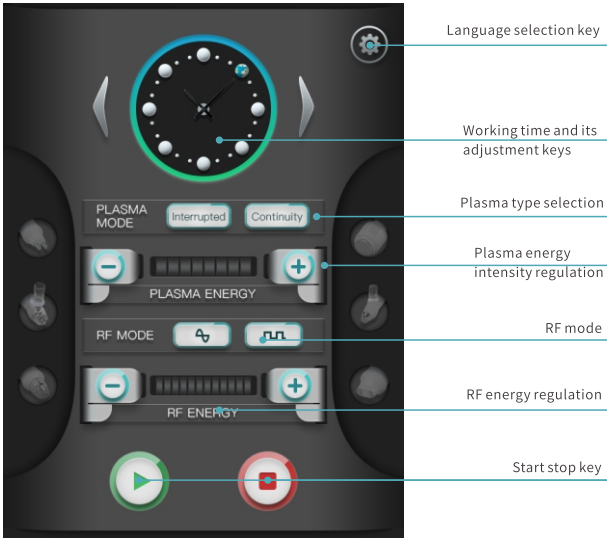 Language selection key
Working time and its
adjustment keys
PLASMA
MODE
Interrupted
Continuity
Plasma type selection
Plasma energy
intensity regulation
PLASMA ENERGY
RF MODE
RF mode
RF energy regulation
RF ENERGY
Start stop key